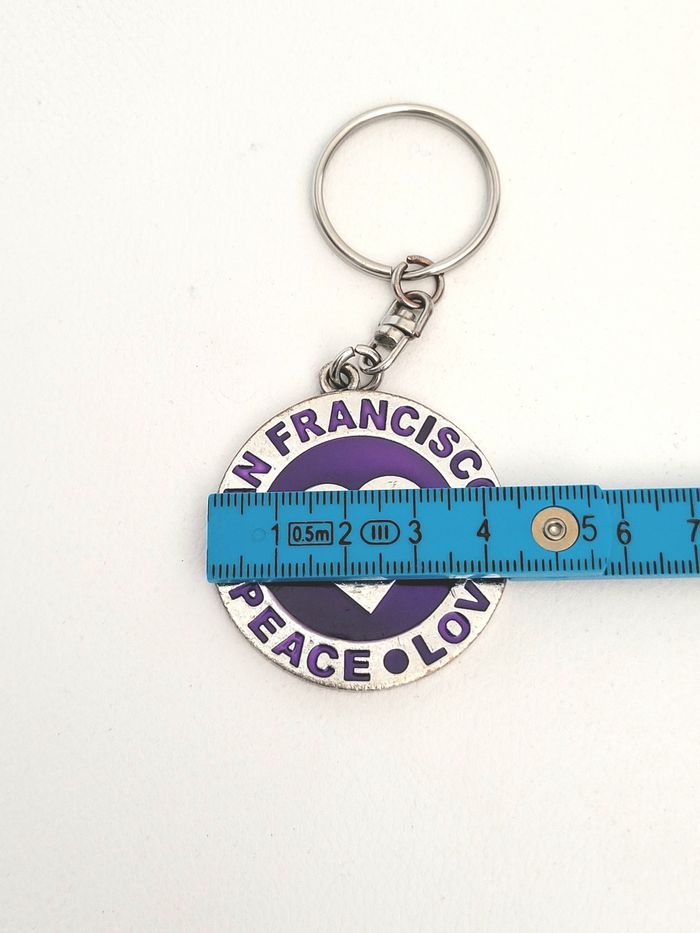 N FRANCISCO
1 0.5m 2 III 3 4 5 6 7
PEACE • LOV